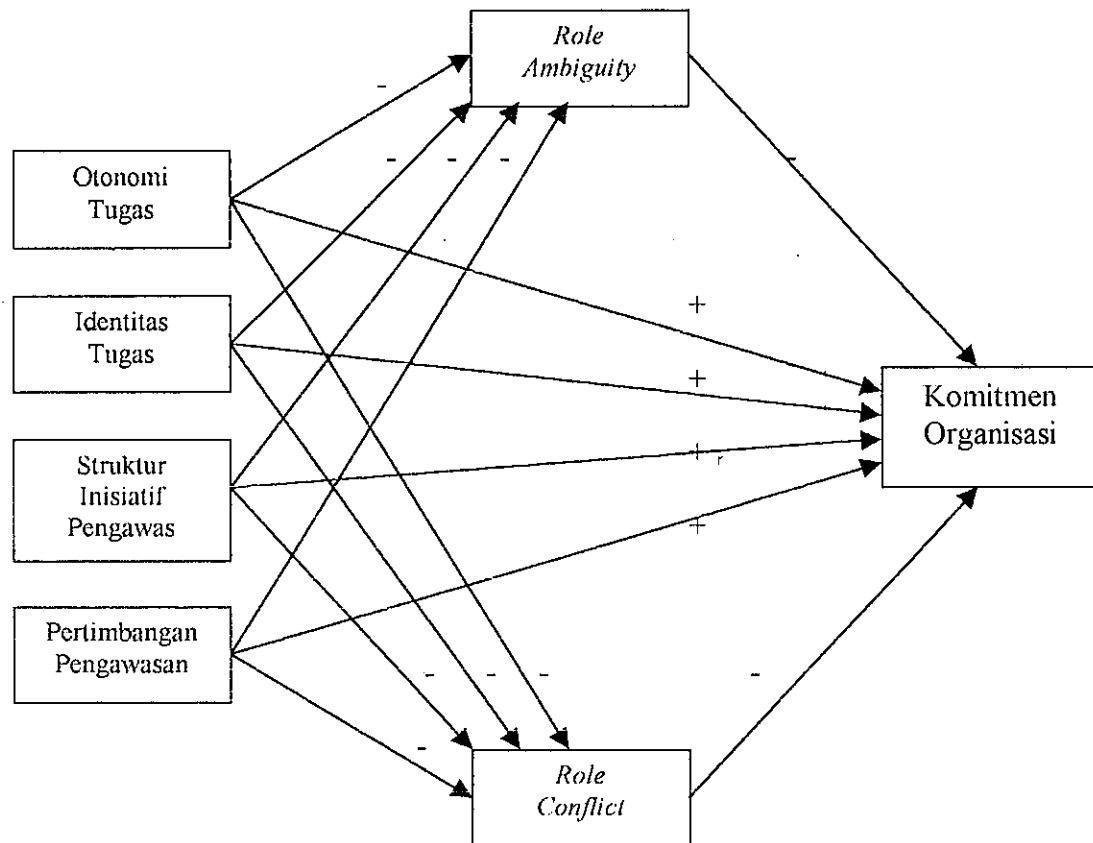 Role
Ambiguity
-
- - -
-
Otonomi
Tugas
+
Identitas
Tugas
+
Komitmen
Organisasi
Struktur
Inisiatif
Pengawas
+
+
Pertimbangan
Pengawasan
- - -
-
-
Role
Conflict